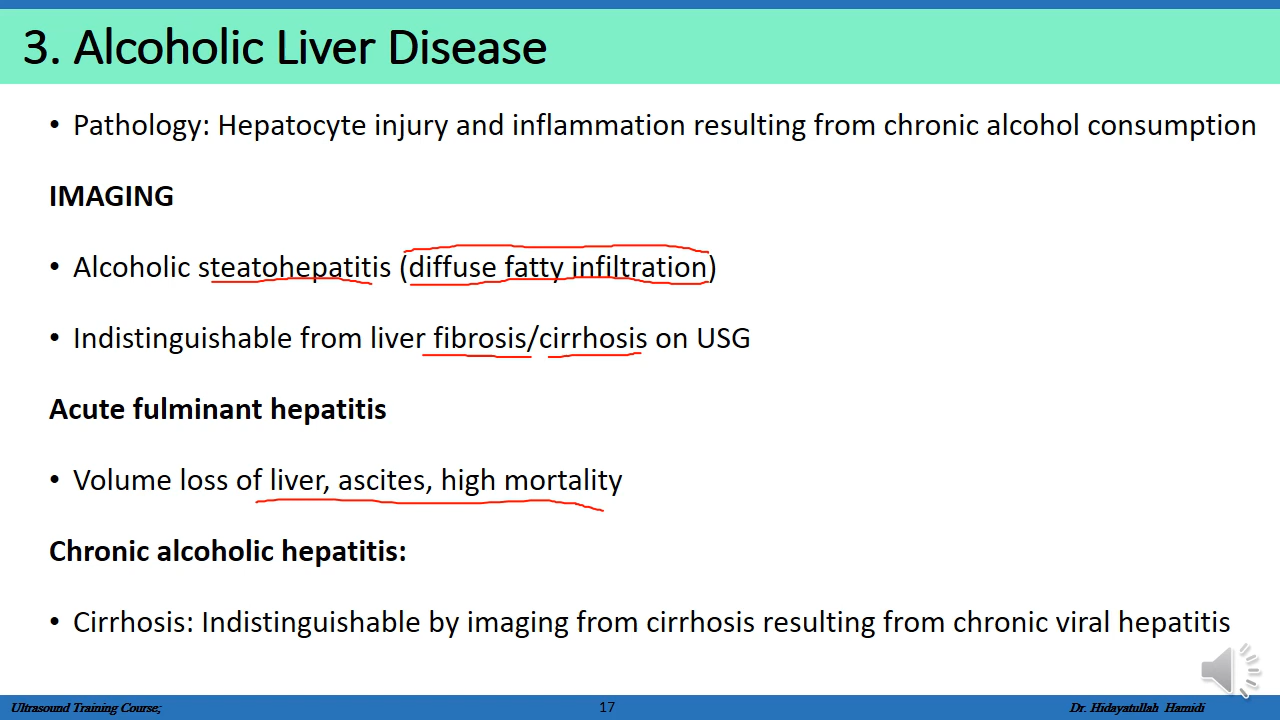 3. Alcoholic Liver Disease
• Pathology: Hepatocyte injury and inflammation resulting from chronic alcohol consumption
IMAGING
• Alcoholic steatohepatitis (diffuse fatty infiltration)
• Indistinguishable from liver fibrosis/cirrhosis on USG
Acute fulminant hepatitis
• Volume loss of liver, ascites, high mortality
Chronic alcoholic hepatitis:
• Cirrhosis: Indistinguishable by imaging from cirrhosis resulting from chronic viral hepatitis
Ultrasound Training Course; 17 Dr. Hidayatullah Hamidi